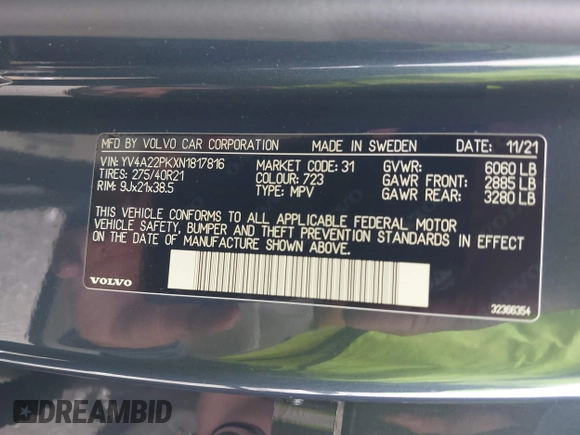 MFD BY VOLVO CAR CORPORATION MADE IN SWEDEN DATE: 11/21
VIN: YV4A22PKXN1817816 MARKET CODE: 31 GVWR: 6060 LB
TIRES: 275/40R21 COLOUR: 723 GAWR FRONT: 2885 LB
RIM: 9Jx21x38.5 TYPE: MPV GAWR REAR: 3280 LB
THIS VEHICLE CONFORMS TO ALL APPLICABLE FEDERAL MOTOR
VEHICLE SAFETY, BUMPER AND THEFT PREVENTION STANDARDS IN EFFECT
ON THE DATE OF MANUFACTURE SHOWN ABOVE.
VOLVO 32366354
DREAMBID